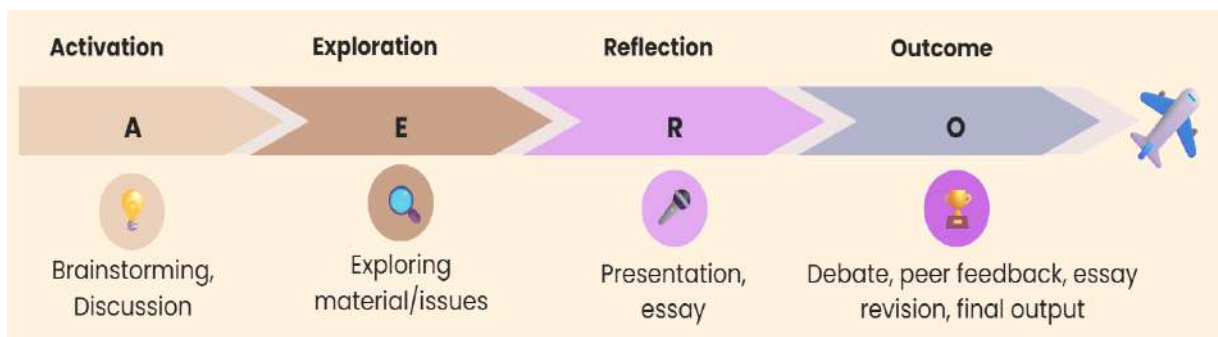 Activation
Exploration
Reflection
Outcome
A
E
R
O
Brainstorming,
Discussion
Exploring
material/issues
Presentation,
essay
Debate, peer feedback, essay
revision, final output